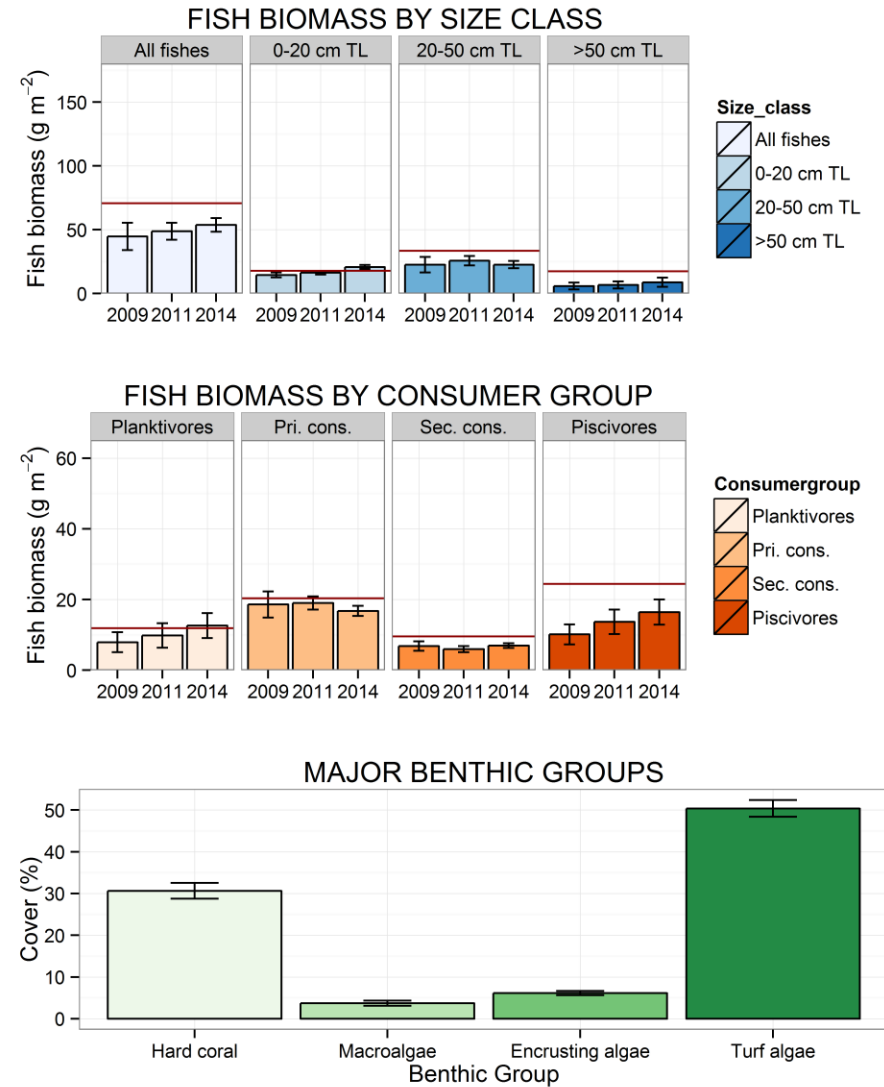 FISH BIOMASS BY SIZE CLASS
All fishes 0-20 cm TL 20-50 cm TL >50 cm TL
Fish biomass (g m⁻²)
150
100
50
0
2009 2011 2014 2009 2011 2014 2009 2011 2014 2009 2011 2014
Size_class
All fishes
0-20 cm TL
20-50 cm TL
>50 cm TL
FISH BIOMASS BY CONSUMER GROUP
Planktivores Pri. cons. Sec. cons. Piscivores
Fish biomass (g m⁻²)
60
40
20
0
2009 2011 2014 2009 2011 2014 2009 2011 2014 2009 2011 2014
Consumergroup
Planktivores
Pri. cons.
Sec. cons.
Piscivores
MAJOR BENTHIC GROUPS
Cover (%)
50
40
30
20
10
0
Hard coral Macroalgae Encrusting algae Turf algae
Benthic Group